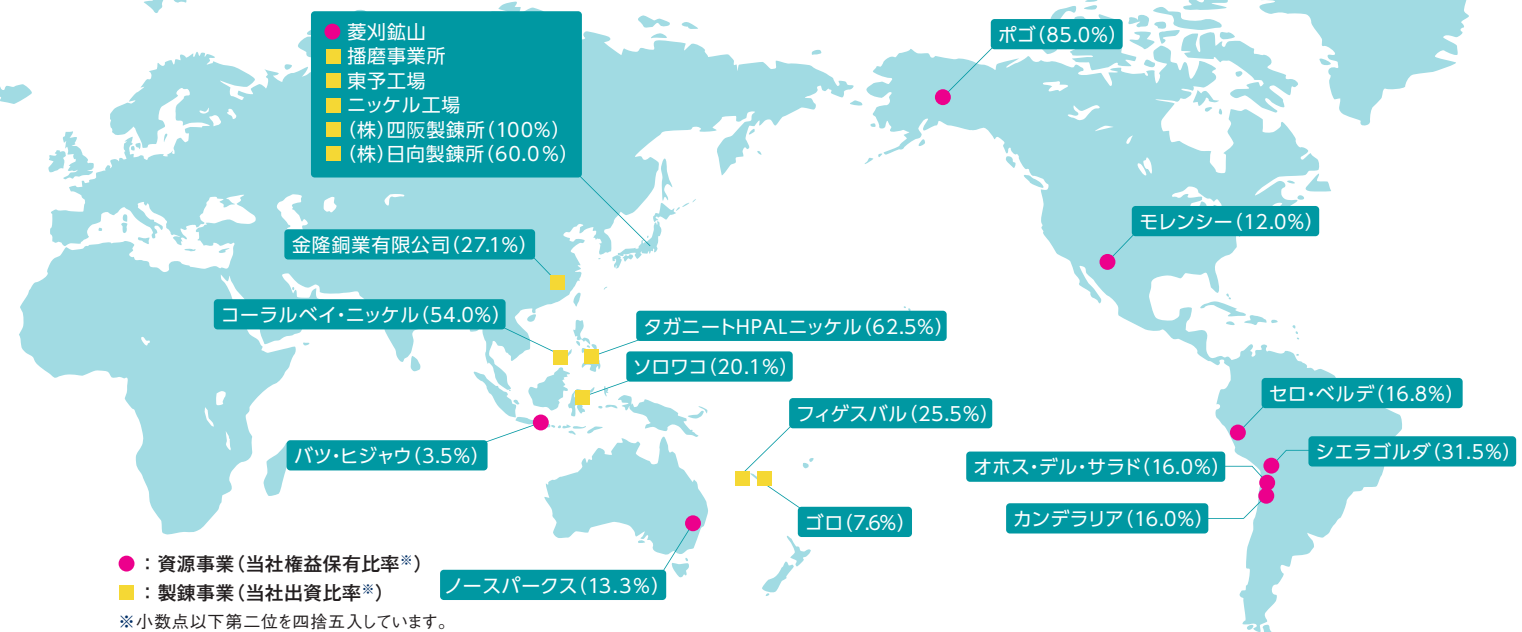 菱刈鉱山
播磨事業所
東予工場
ニッケル工場
(株)四阪製錬所(100%)
(株)日向製錬所(60.0%)
ポゴ(85.0%)
モレンシー(12.0%)
金隆銅業有限公司(27.1%)
コーラルベイ・ニッケル(54.0%)
タガニートHPALニッケル(62.5%)
ソロワコ(20.1%)
フィゲスバル(25.5%)
セロ・ベルデ(16.8%)
バツ・ヒジャウ(3.5%)
シエラゴルダ(31.5%)
オホス・デル・サラド(16.0%)
ゴロ(7.6%)
カンデラリア(16.0%)
ノースパークス(13.3%)
:資源事業(当社権益保有比率※)
:製錬事業(当社出資比率※)
※小数点以下第二位を四捨五入しています。